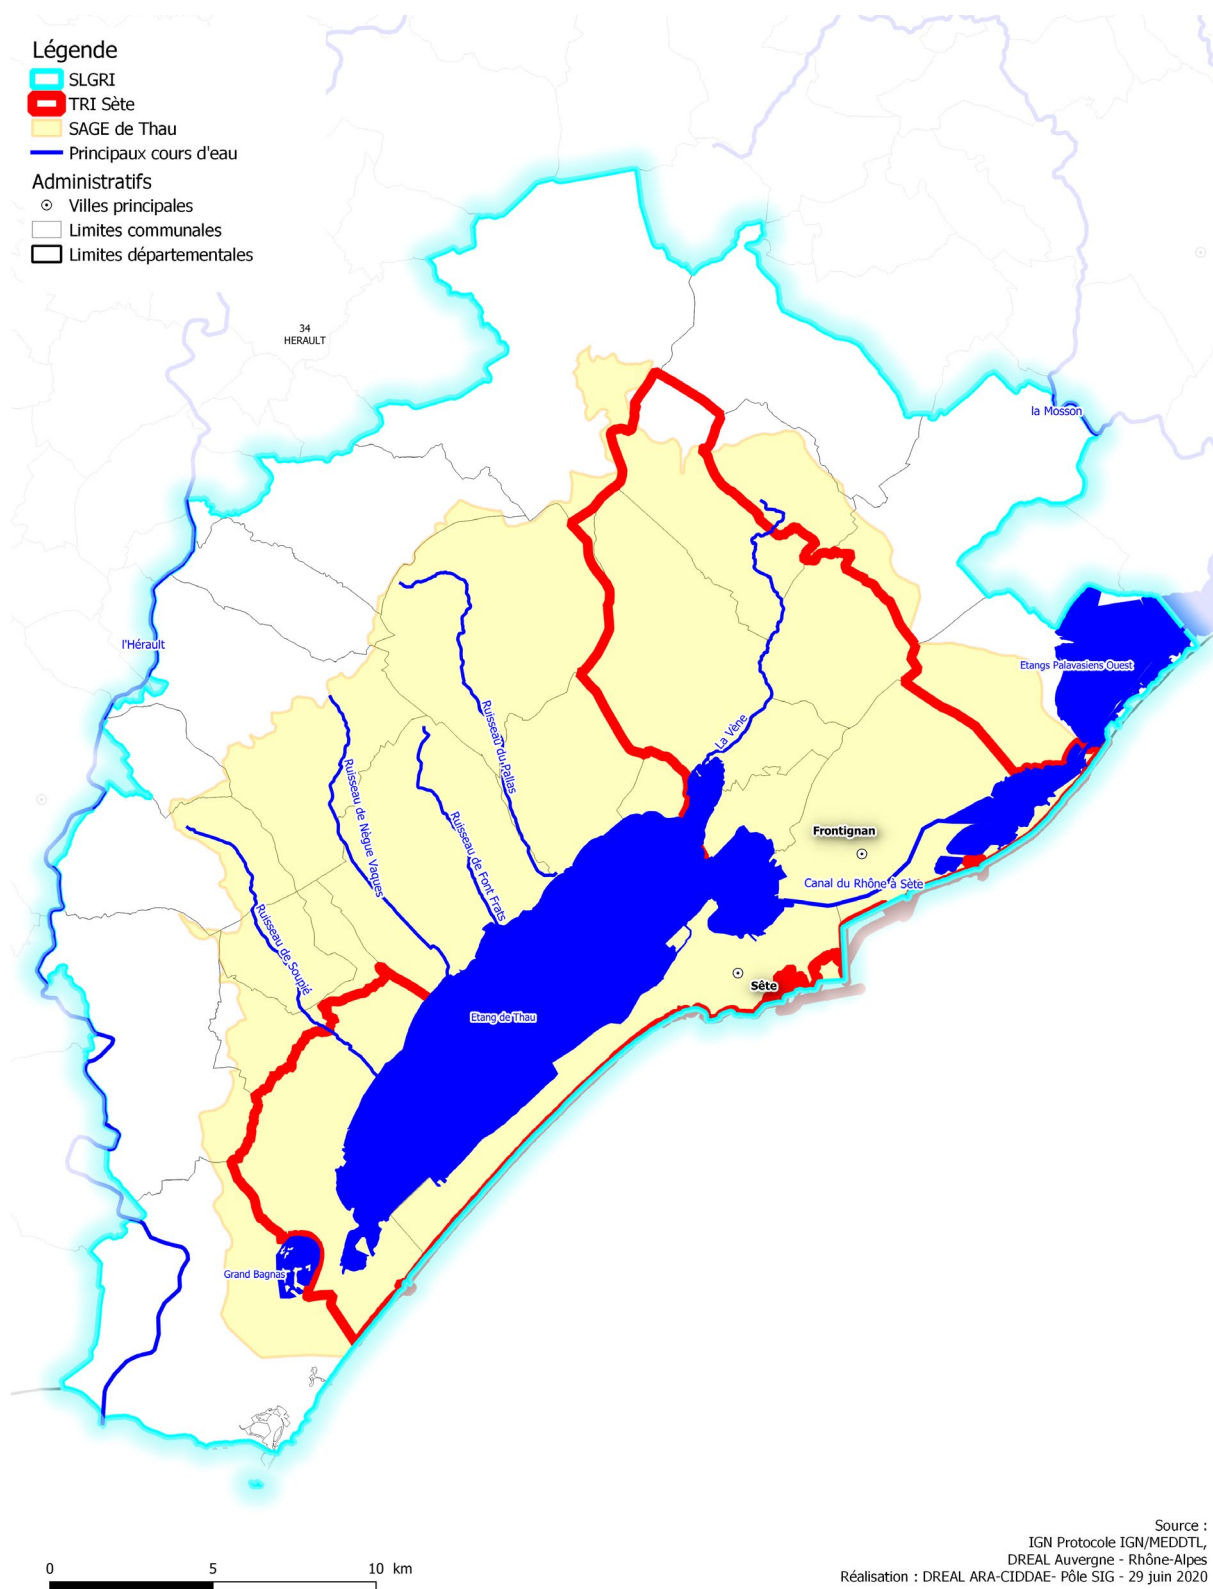 Légende
SLGRI
TRI Sète
SAGE de Thau
Principaux cours d'eau
Administratifs
Villes principales
Limites communales
Limites départementales
34
HERAULT
la Mosson
l'Hérault
Etangs Palavasiens Ouest
Ruisseau du Pallas
La Vène
Ruisseau de Nègue Vaques
Ruisseau de Font Frats
Frontignan
Canal du Rhône à Sète
Ruisseau de Soupié
Sète
Etang de Thau
Grand Bagnas
Source :
IGN Protocole IGN/MEDDTL,
DREAL Auvergne - Rhône-Alpes
Réalisation : DREAL ARA-CIDDAE- Pôle SIG - 29 juin 2020
0 5 10 km